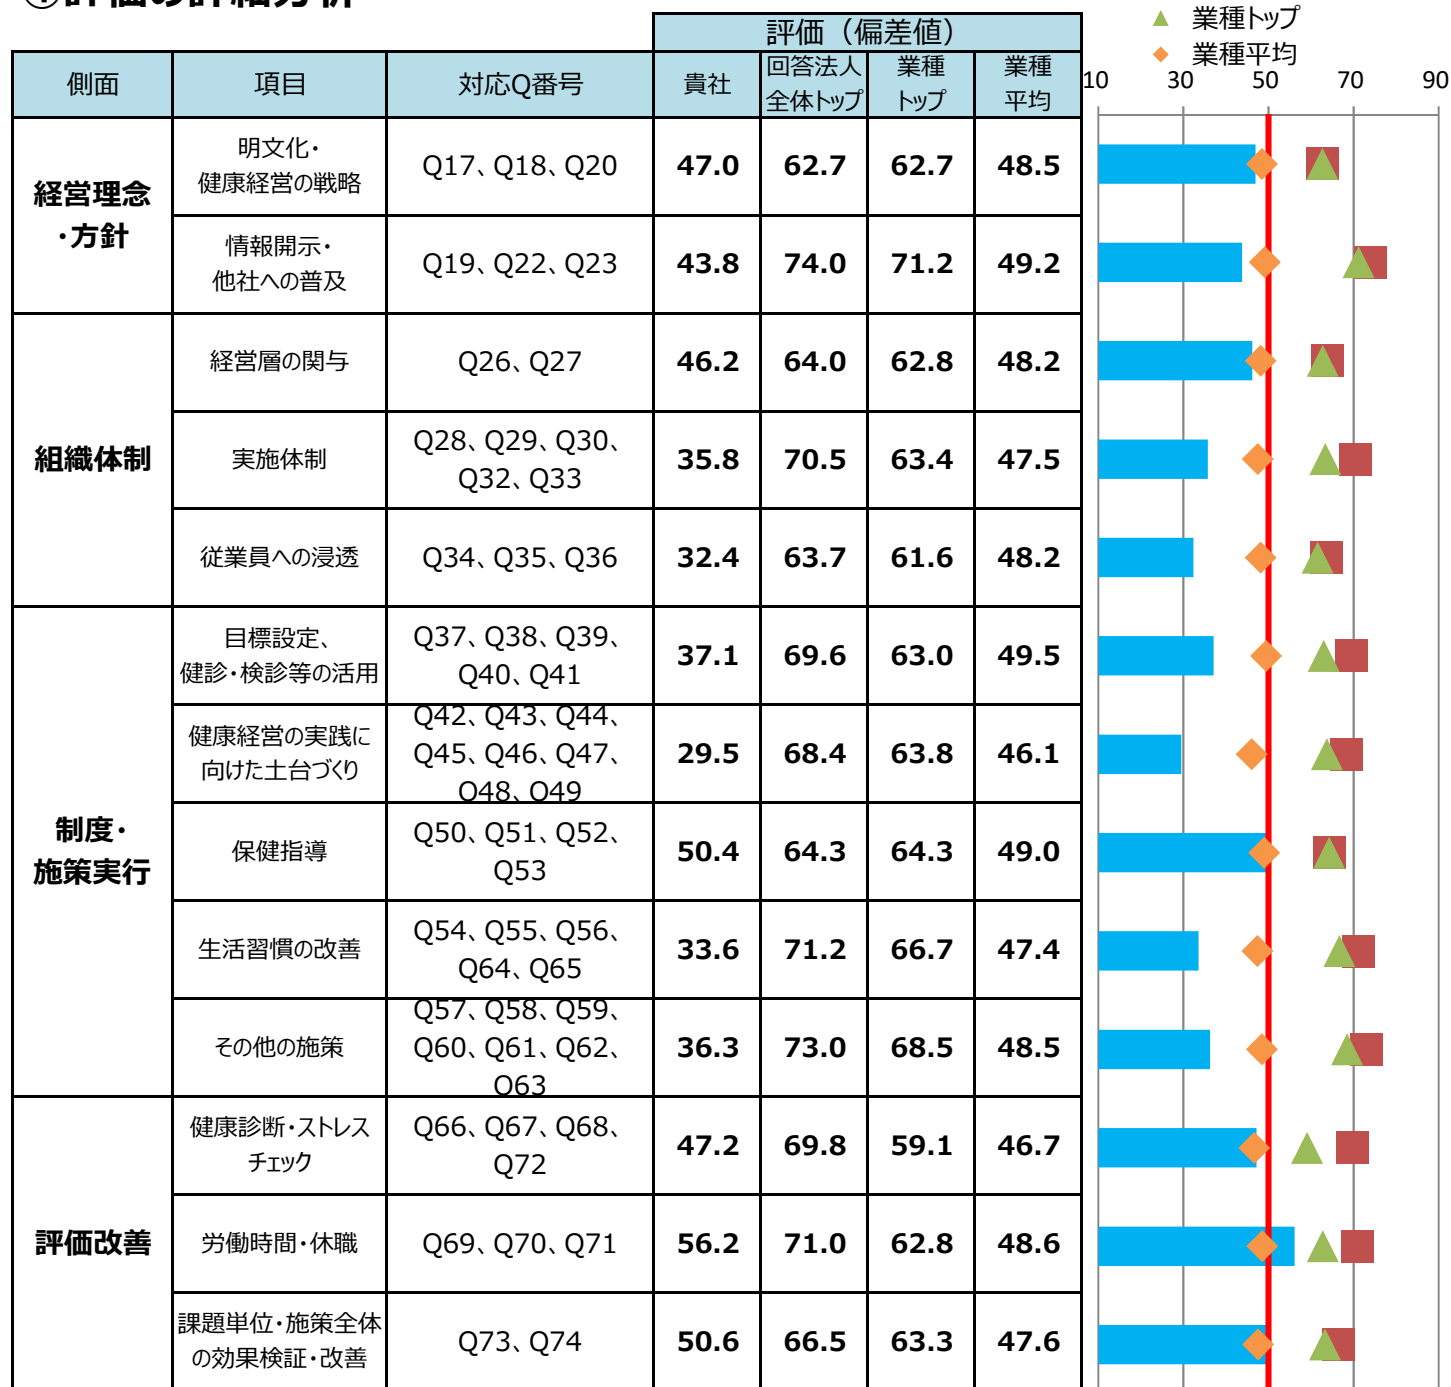 ①評価の詳細分析
▲ 業種トップ
◆ 業種平均
評価（偏差値）
側面 項目 対応Q番号 貴社 回答法人 業種 業種
全体トップ トップ 平均
10 30 50 70 90
経営理念
・方針
明文化・
健康経営の戦略
Q17、Q18、Q20 47.0 62.7 62.7 48.5
情報開示・
他社への普及
Q19、Q22、Q23 43.8 74.0 71.2 49.2
組織体制
経営層の関与 Q26、Q27 46.2 64.0 62.8 48.2
実施体制
Q28、Q29、Q30、
Q32、Q33
35.8 70.5 63.4 47.5
従業員への浸透 Q34、Q35、Q36 32.4 63.7 61.6 48.2
制度・
施策実行
目標設定、
健診・検診等の活用
Q37、Q38、Q39、
Q40、Q41
37.1 69.6 63.0 49.5
健康経営の実践に
向けた土台づくり
Q42、Q43、Q44、
Q45、Q46、Q47、
Q48、Q49
29.5 68.4 63.8 46.1
保健指導
Q50、Q51、Q52、
Q53
50.4 64.3 64.3 49.0
生活習慣の改善
Q54、Q55、Q56、
Q64、Q65
33.6 71.2 66.7 47.4
その他の施策
Q57、Q58、Q59、
Q60、Q61、Q62、
Q63
36.3 73.0 68.5 48.5
評価改善
健康診断・ストレス
チェック
Q66、Q67、Q68、
Q72
47.2 69.8 59.1 46.7
労働時間・休職 Q69、Q70、Q71 56.2 71.0 62.8 48.6
課題単位・施策全体
の効果検証・改善
Q73、Q74 50.6 66.5 63.3 47.6